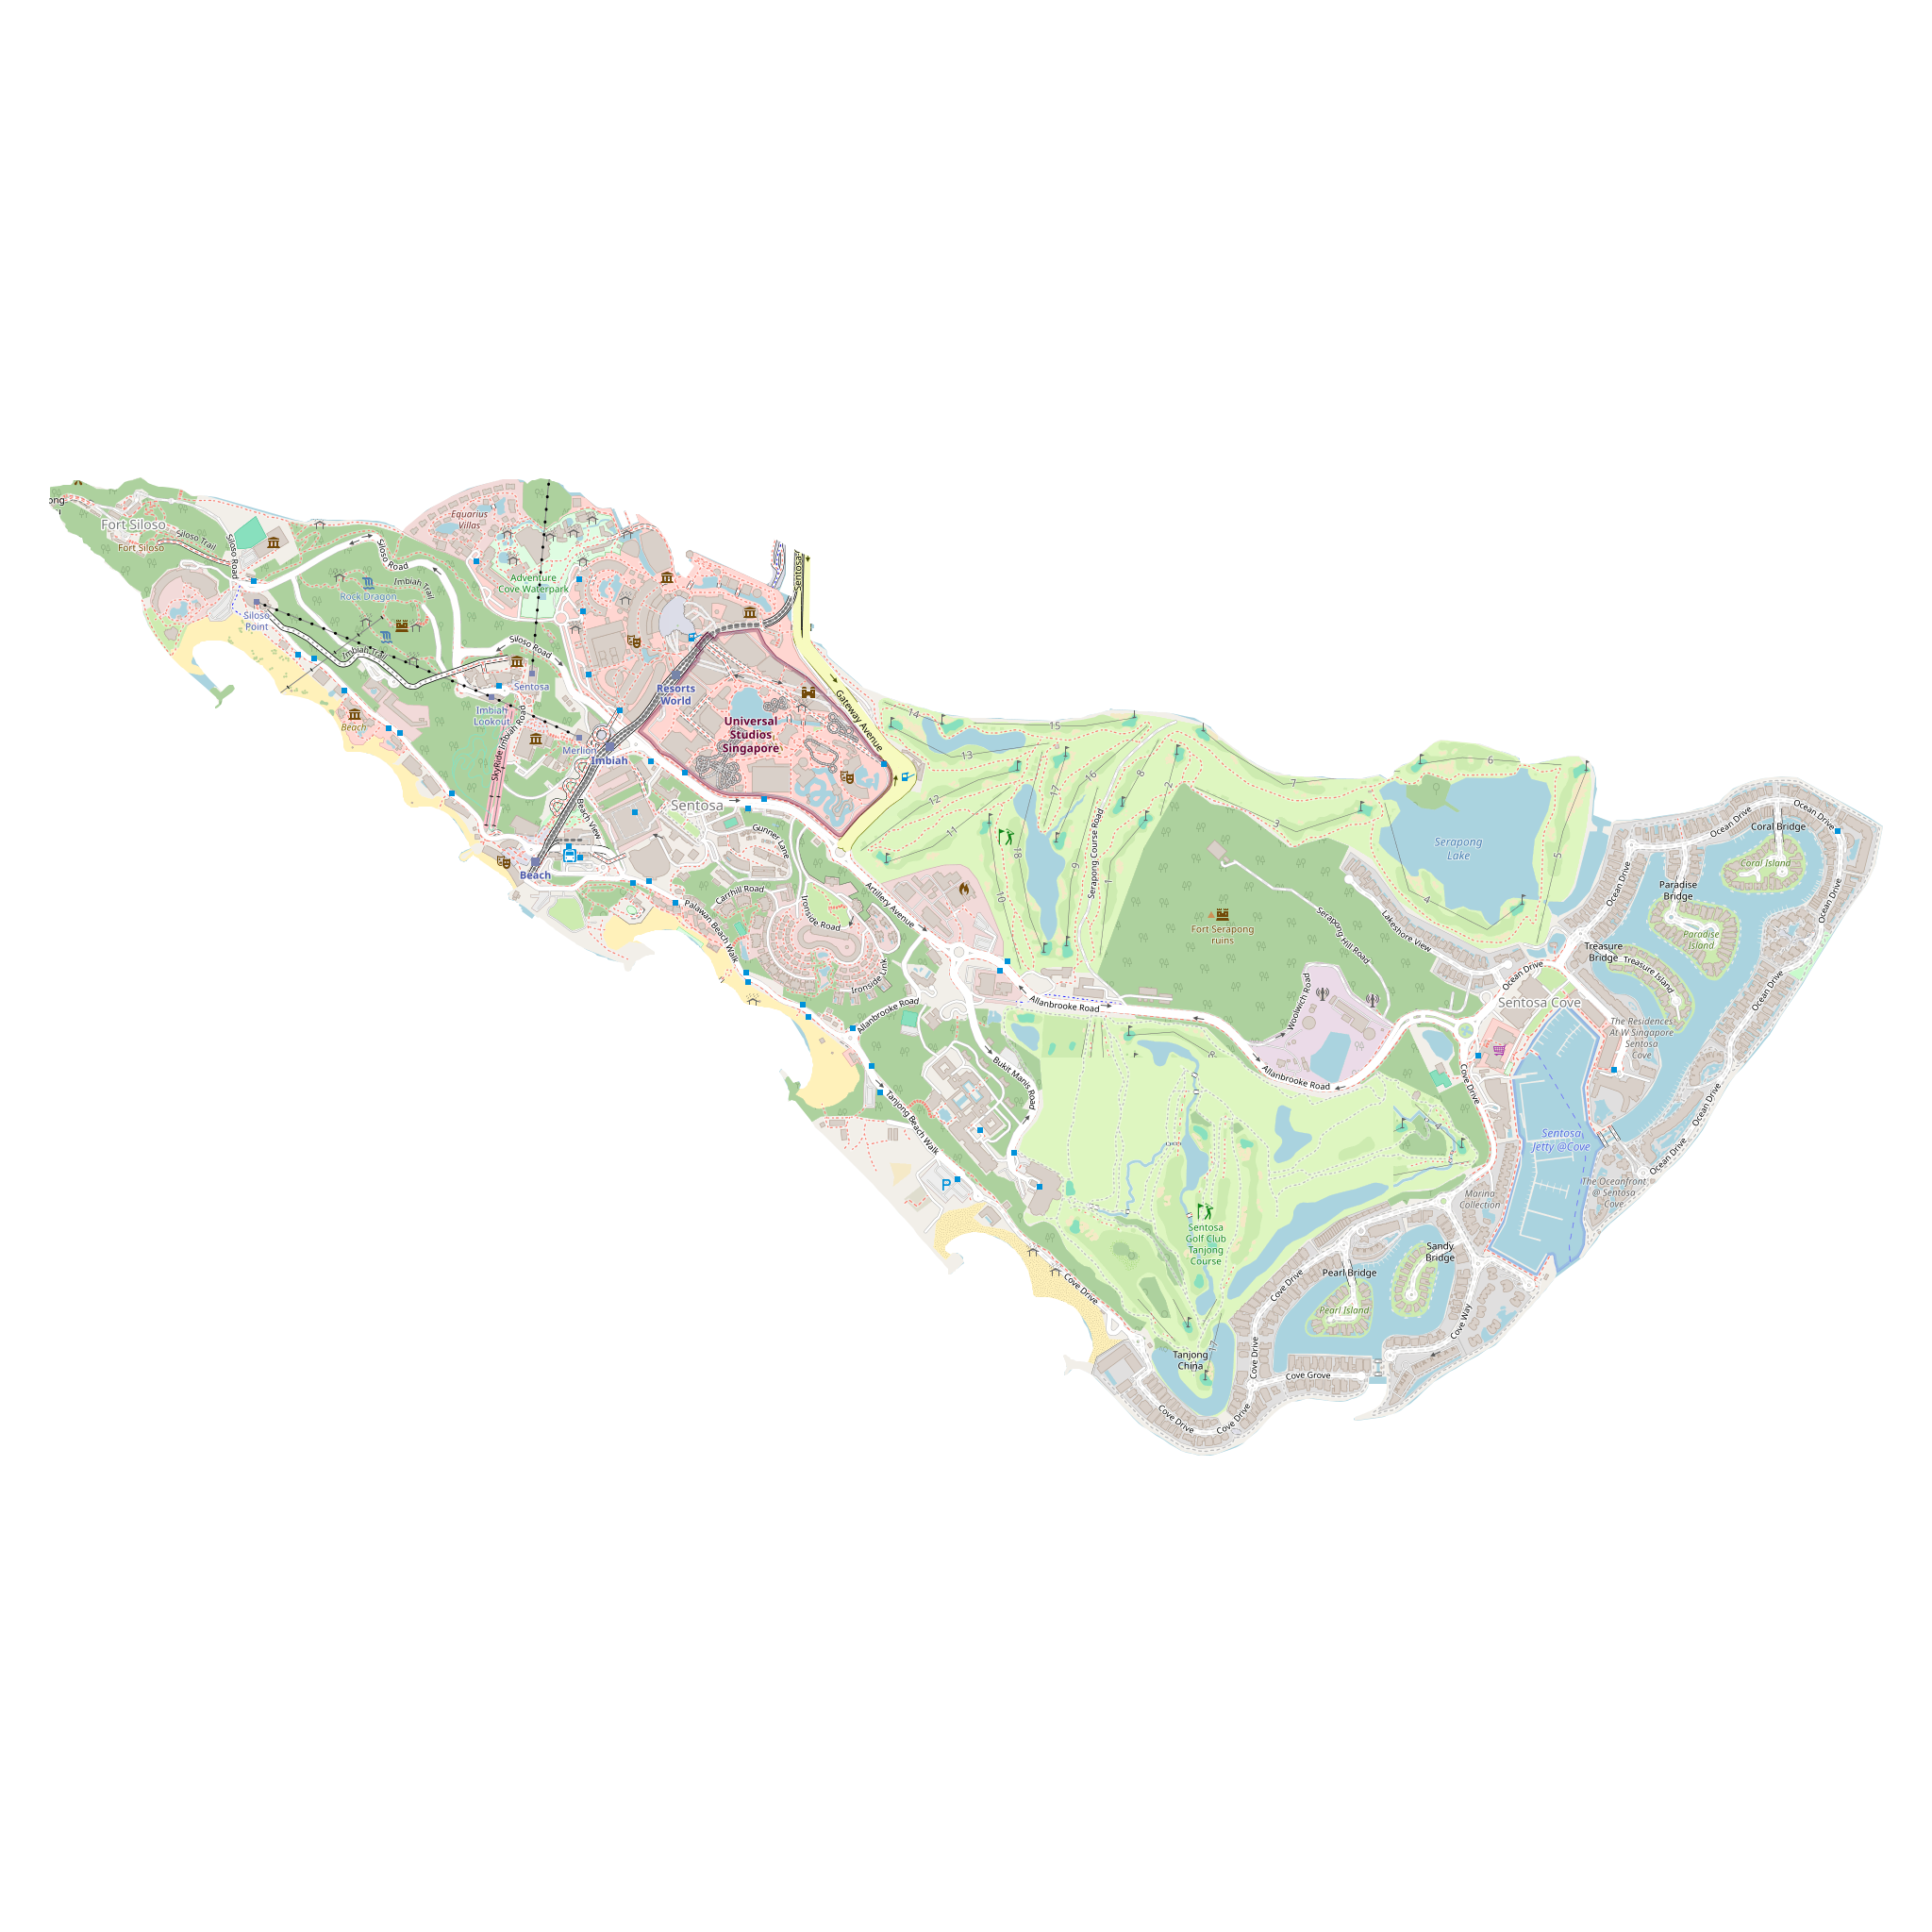 ong
Fort Siloso
Fort Siloso
Siloso Trail
Siloso Road
Siloso Road
Equarius
Villas
Adventure
Cove Waterpark
Imbiah Trail
Rock Dragon
Siloso
Point
Imbiah Trail
Siloso Road
Sentosa
Sentosa
Imbiah
Lookout
Beach
SkyRide
Imbiah Road
Merlion
Imbiah
Resorts
World
Universal
Studios
Singapore
Gateway Avenue
Beach View
Beach
Sentosa
Gunner Lane
Carrhill Road
Ironside Road
Ironside Link
Palawan Beach Walk
Artillery Avenue
Allanbrooke Road
Allanbrooke Road
Allanbrooke Road
Bukit Manis Road
Tanjong Beach Walk
14
13
15
12
11
16
17
18
10
9
8
1
2
7
3
6
5
4
Serapong Course Road
Serapong
Lake
Fort Serapong
ruins
Serapong Hill Road
Lakeshore View
Woolwich Road
Ocean Drive
Ocean Drive
Ocean Drive
Ocean Drive
Ocean Drive
Ocean Drive
Ocean Drive
Ocean Drive
Coral Bridge
Coral Island
Paradise
Bridge
Paradise
Island
Treasure
Bridge
Treasure Island
Sentosa Cove
The Residences
At W Singapore
Sentosa
Cove
Sentosa
Jetty @Cove
The Oceanfront
@ Sentosa
Cove
Marina
Collection
Cove Drive
Sandy
Bridge
Pearl Bridge
Pearl Island
Cove Way
Cove Drive
Cove Drive
Cove Grove
Cove Drive
Cove Drive
Cove Drive
Sentosa
Golf Club
Tanjong
Course
Tanjong
China
17
4
P